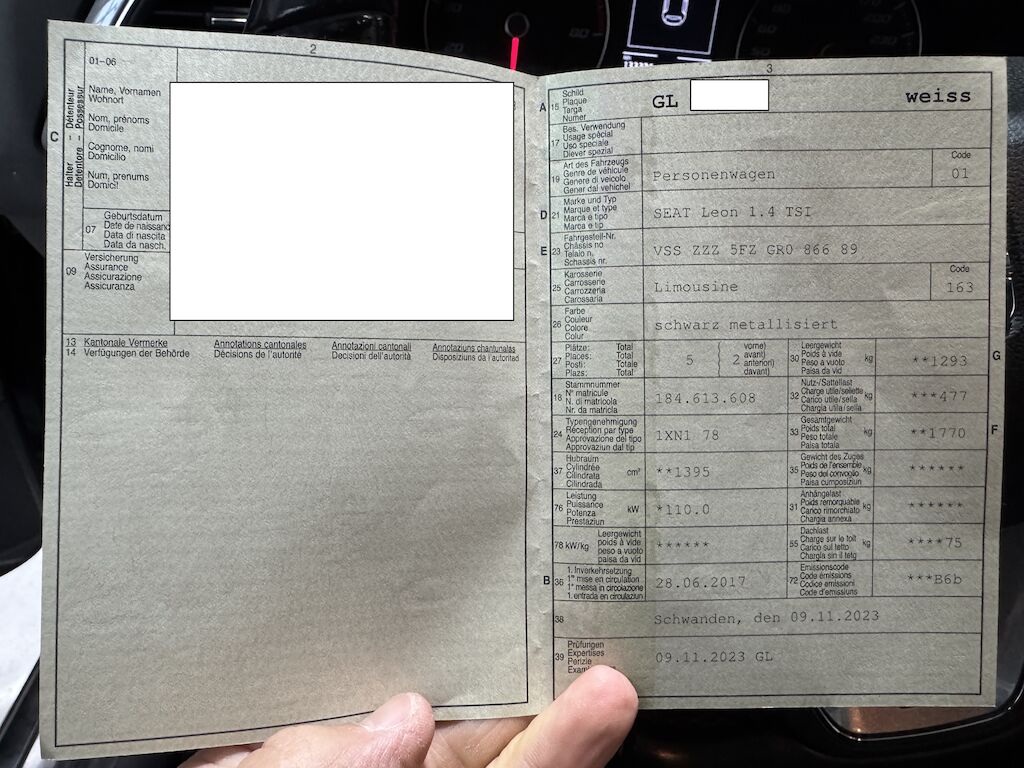 2
01–06
Détenteur
Possessur
Halter
Detentore
C
Name, Vornamen
Wohnort
Nom, prénoms
Domicile
Cognome, nomi
Domicilio
Num, prenums
Domicil
07
Geburtsdatum
Date de naissand
Data di nascita
Data da nasch.
09
Versicherung
Assurance
Assicurazione
Assicuranza
13 Kantonale Vermerke Annotations cantonales Annotazioni cantonali Annotaziuns chantunalas
14 Verfügungen der Behörde Décisions de l'autorité Decisioni dell'autorità Disposiziuns da l'autoritad
3
A 15
Schild
Plaque
Targa
Numer
GL weiss
17
Bes. Verwendung
Usage spécial
Uso speciale
Diever spezial
19
Art des Fahrzeugs
Genre de véhicule
Genere di veicolo
Gener dal vehichel
Personenwagen
Code
01
D 21
Marke und Typ
Marque et type
Marca e tipo
Marca e tip
SEAT Leon 1.4 TSI
E 23
Fahrgestell-Nr.
Châssis no
Telaio n.
Schassis nr.
VSS ZZZ 5FZ GR0 866 89
25
Karosserie
Carrosserie
Carrozzeria
Carossaria
Limousine
Code
163
26
Farbe
Couleur
Colore
Colur
schwarz metallisiert
27
Plätze: Total
Places: Total
Posti: Totale
Plazs: Total
5
2
vorne)
avant)
anteriori)
davant)
30
Leergewicht
Poids à vide
Peso a vuoto
Paisa da vid
kg
**1293
G
18
Stammnummer
N° matricule
N. di matricola
Nr. da matricla
184.613.608
32
Nutz-/Sattellast
Charge utile/sellette
Carico utile/sella
Chargia utila/sella
kg
***477
24
Typengenehmigung
Réception par type
Approvazione del tipo
Approvaziun dal tip
1XN1 78
33
Gesamtgewicht
Poids total
Peso totale
Paisa totala
kg
**1770
F
37
Hubraum
Cylindrée
Cilindrata
Cilindrada
cm³
**1395
35
Gewicht des Zuges
Poids de l'ensemble
Peso del convoglio
Paisa cumposiziun
kg
******
76
Leistung
Puissance
Potenza
Prestaziun
kW
*110.0
31
Anhängelast
Poids remorquable
Carico rimorchiato
Chargia annexa
kg
******
78 kW/kg
Leergewicht
poids à vide
peso a vuoto
paisa da vid
******
55
Dachlast
Charge sur le toit
Carico sul tetto
Chargia sin il tetg
kg
****75
B 36
1. Inverkehrsetzung
1re mise en circulation
1a messa in circolazione
1. entrada en circulaziun
28.06.2017
72
Emissionscode
Code émissions
Codice emissioni
Code d'emissiuns
***B6b
38
Schwanden, den 09.11.2023
39
Prüfungen
Expertises
Perizie
Exam
09.11.2023 GL